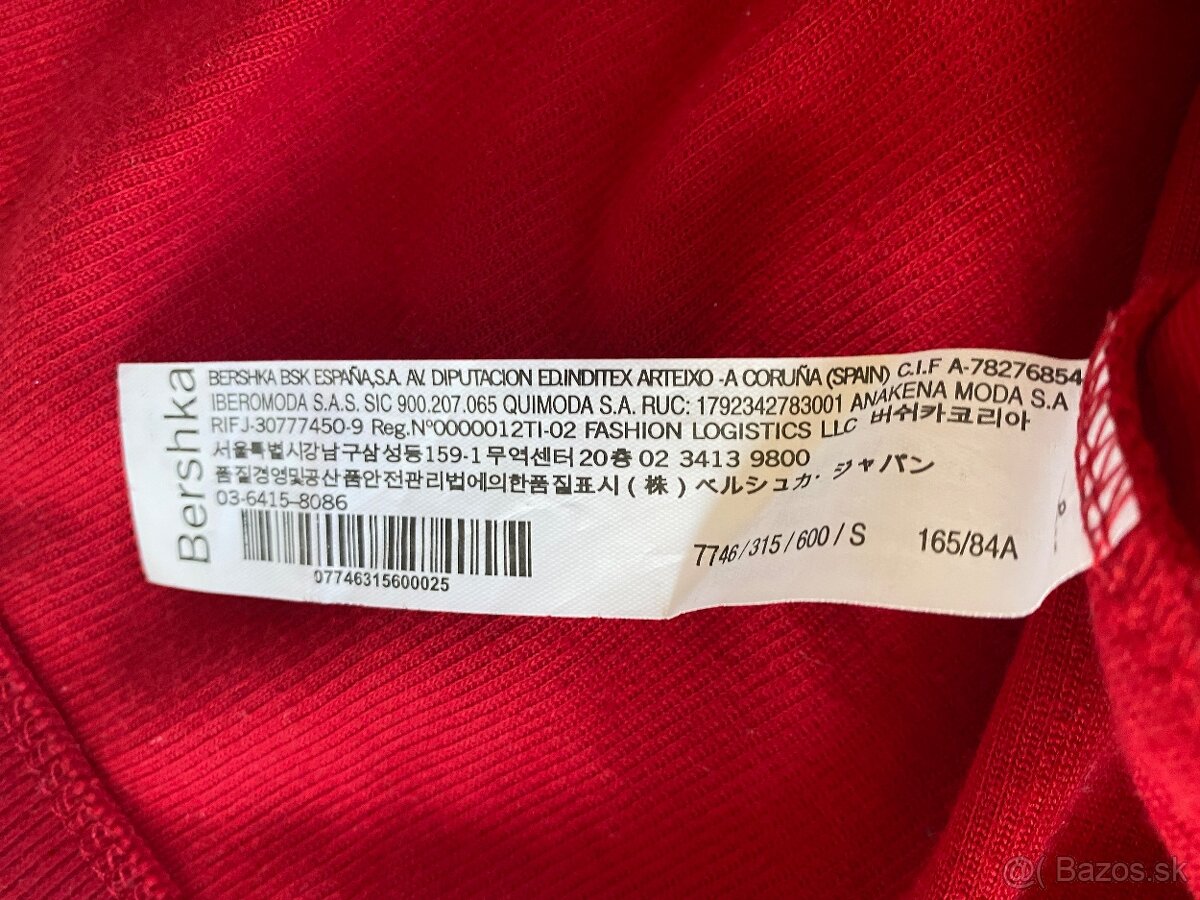 Bershka
BERSHKA BSK ESPAÑA,S.A. AV. DIPUTACION ED.INDITEX ARTEIXO -A CORUÑA (SPAIN) C.I.F A-78276854
IBEROMODA S.A.S. SIC 900.207.065 QUIMODA S.A. RUC: 1792342783001 ANAKENA MODA S.A
RIFJ-30777450-9 Reg.Nº0000012TI-02 FASHION LOGISTICS LLC 버쉬카코리아
서울특별시강남구삼성동159-1무역센터20층 02 3413 9800
품질경영및공산품안전관리법에의한품질표시 (株) ベルシュカ・ジャパン
03-6415-8086
07746315600025
7746/315/600/S 165/84A
@( Bazos.sk